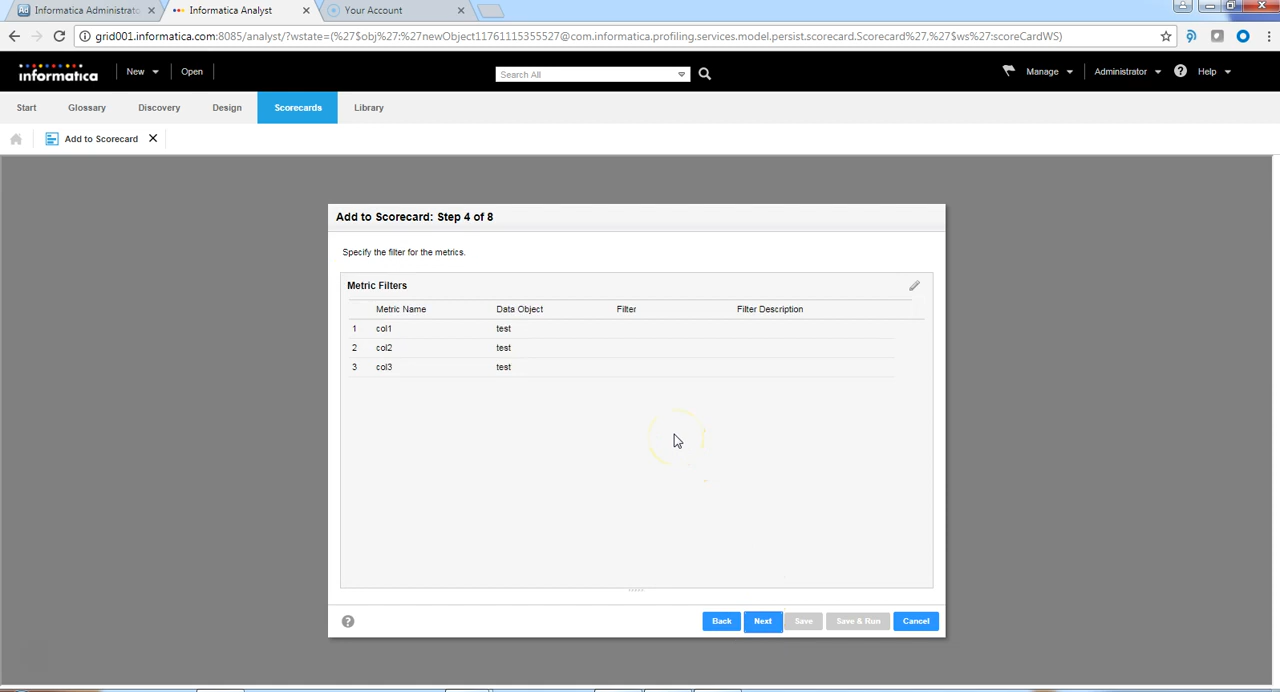 Informatica Administrato
Informatica Analyst
Your Account
grid001.informatica.com:8085/analyst/?wstate=(%27$obj%27:%27newObject11761115355527@com.informatica.profiling.services.model.persist.scorecard.Scorecard%27,%27$ws%27:scoreCardWS)
informatica New Open Search All Manage Administrator Help
Start Glossary Discovery Design Scorecards Library
Add to Scorecard
Add to Scorecard: Step 4 of 8
Specify the filter for the metrics.
Metric Filters
Metric Name Data Object Filter Filter Description
1 col1 test
2 col2 test
3 col3 test
Back Next Save Save & Run Cancel